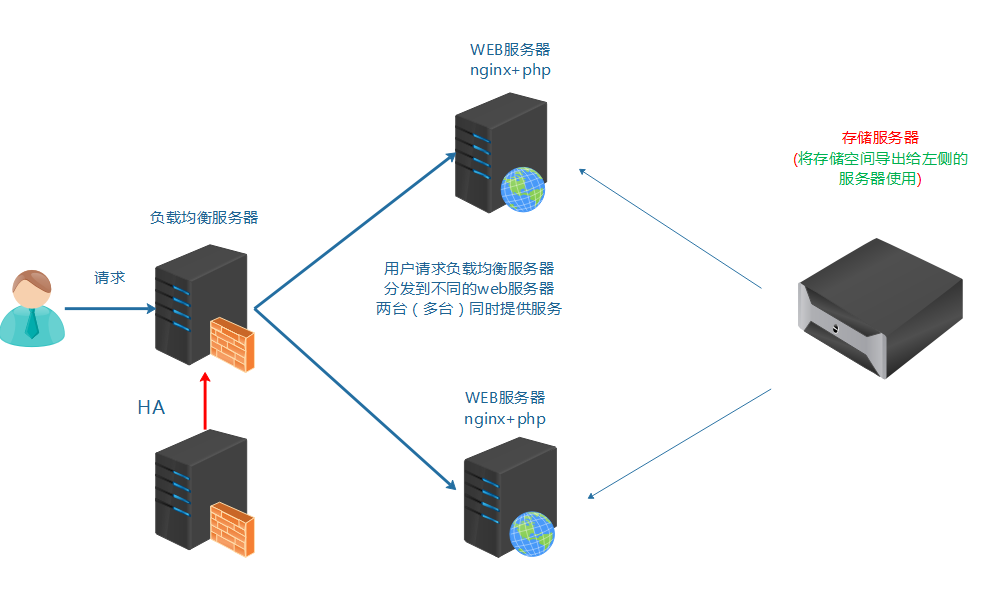 WEB服务器
nginx+php
存储服务器
(将存储空间导出给左侧的
服务器使用)
负载均衡服务器
请求
用户请求负载均衡服务器
分发到不同的web服务器
两台（多台）同时提供服务
HA
WEB服务器
nginx+php